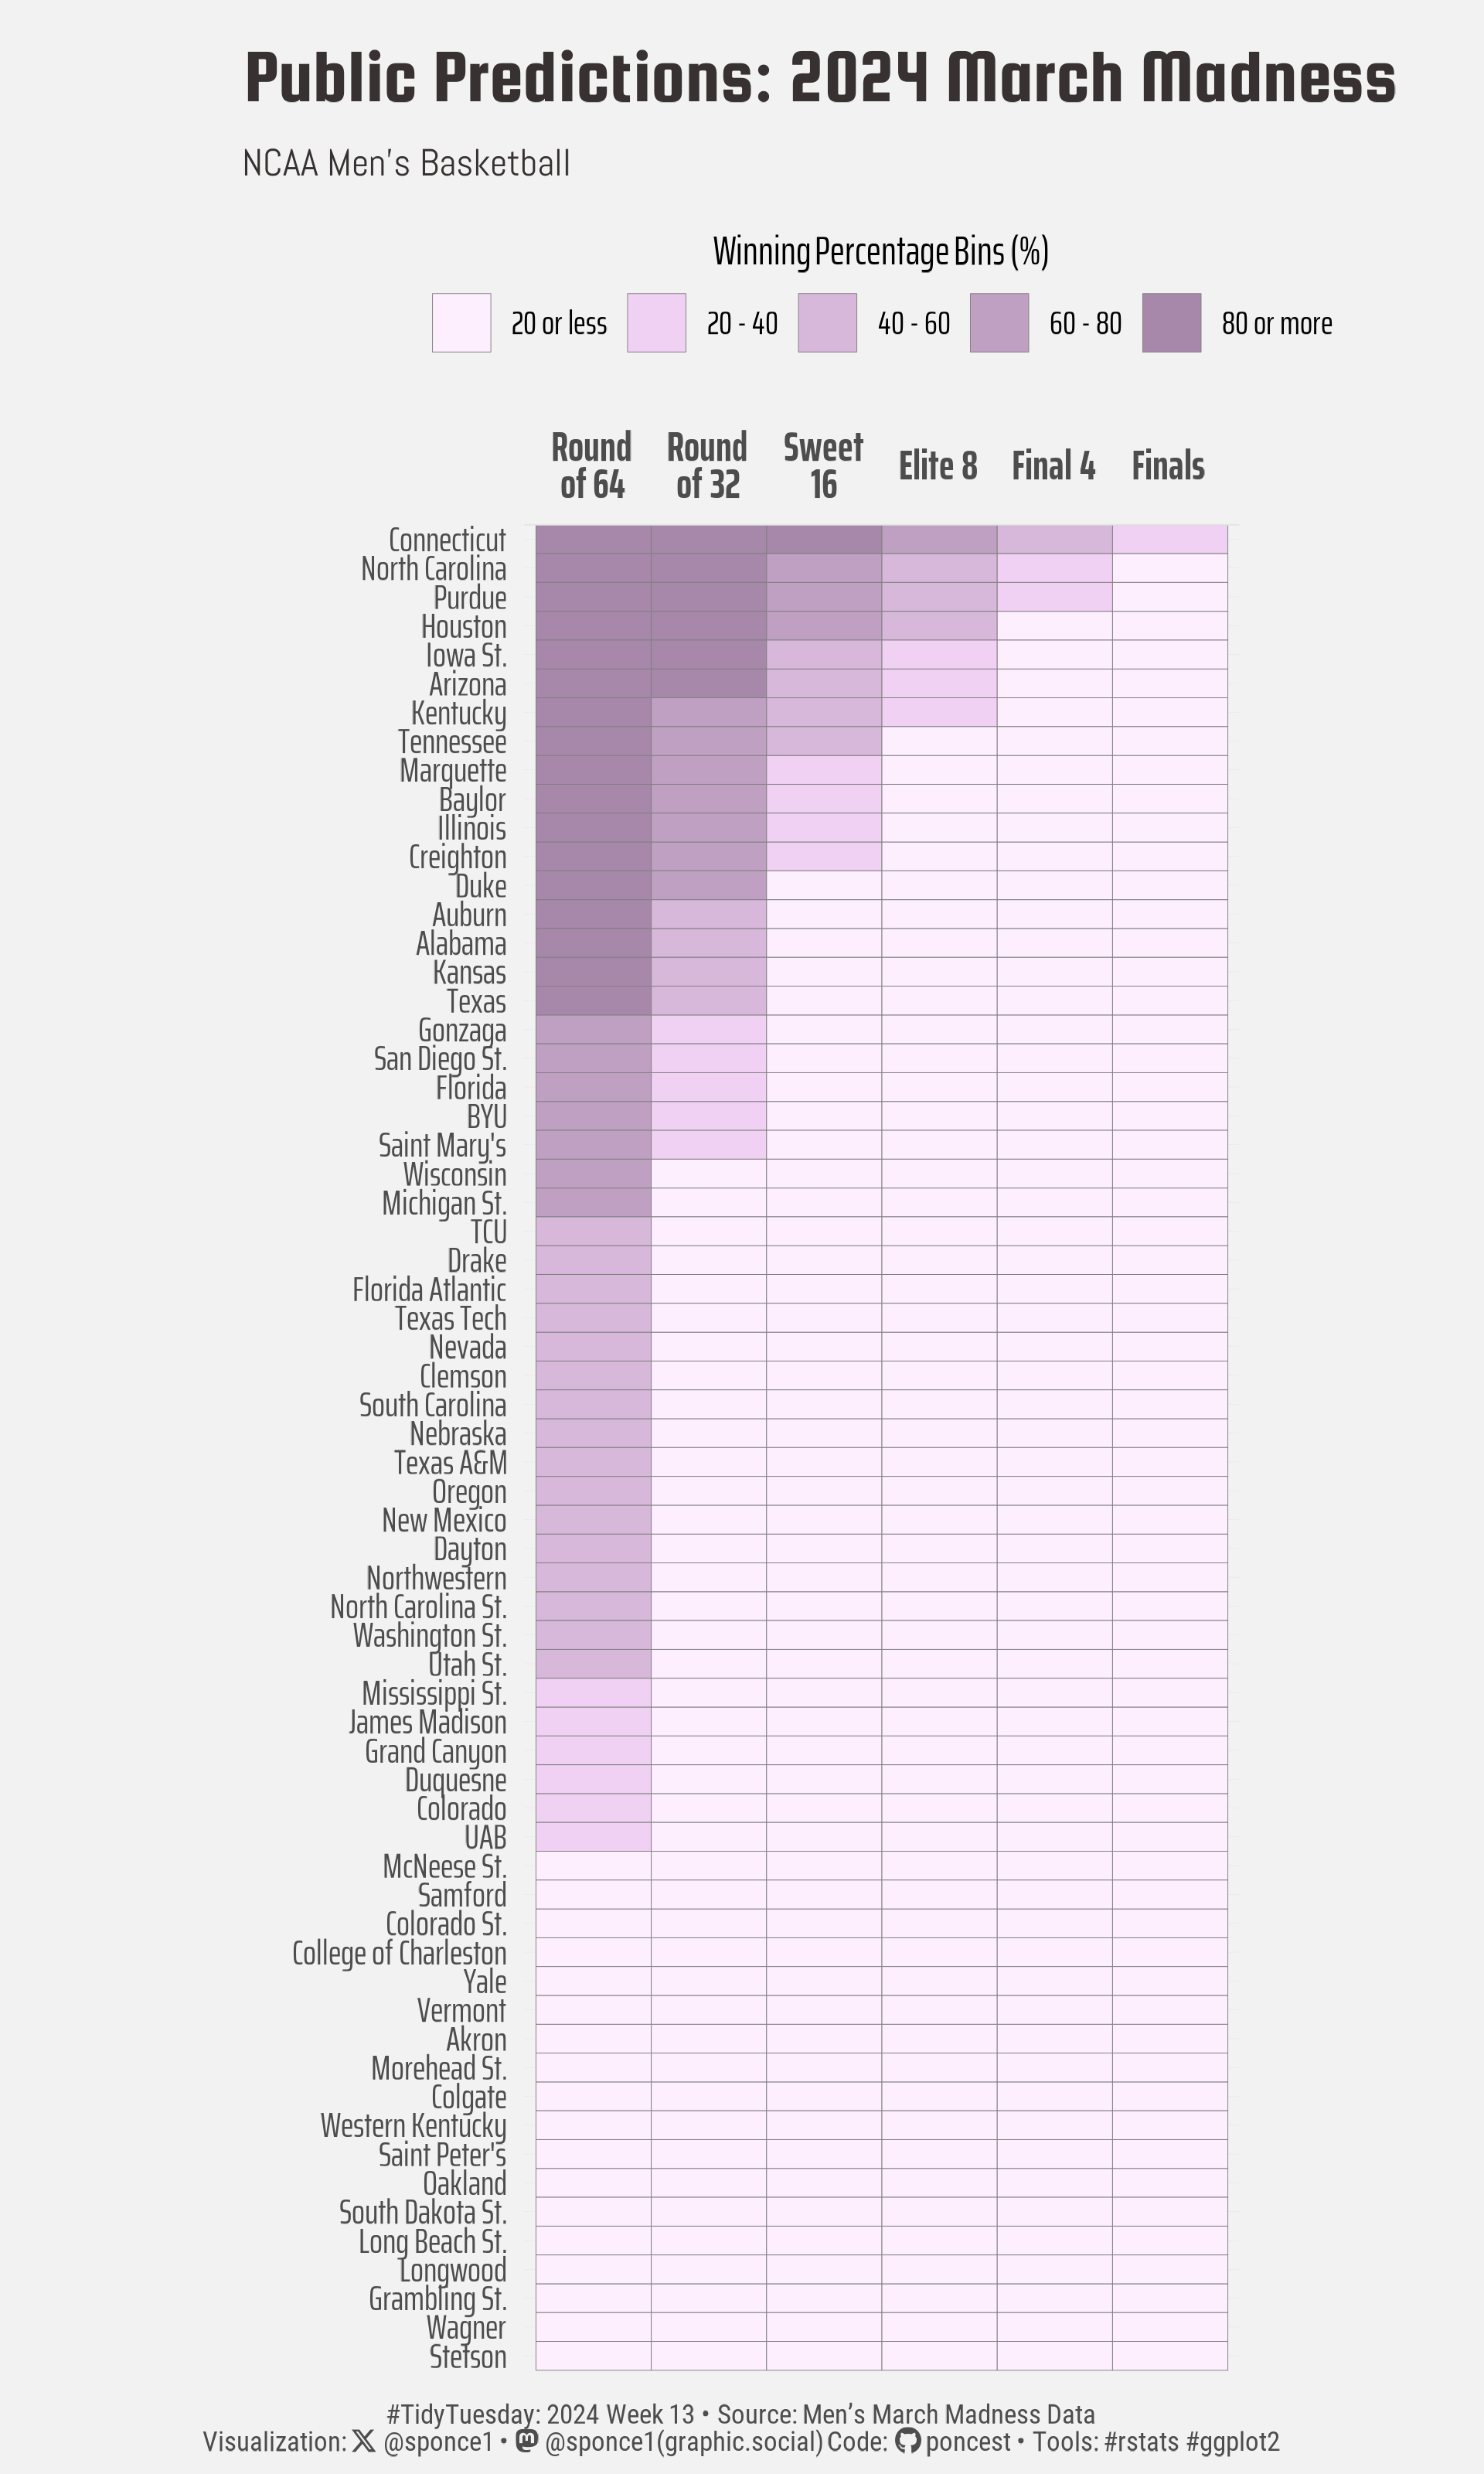 Public Predictions: 2024 March Madness
NCAA Men's Basketball
Winning Percentage Bins (%)
20 or less 20 - 40 40 - 60 60 - 80 80 or more
Round of 64 Round of 32 Sweet 16 Elite 8 Final 4 Finals
Connecticut
North Carolina
Purdue
Houston
Iowa St.
Arizona
Kentucky
Tennessee
Marquette
Baylor
Illinois
Creighton
Duke
Auburn
Alabama
Kansas
Texas
Gonzaga
San Diego St.
Florida
BYU
Saint Mary's
Wisconsin
Michigan St.
TCU
Drake
Florida Atlantic
Texas Tech
Nevada
Clemson
South Carolina
Nebraska
Texas A&M
Oregon
New Mexico
Dayton
Northwestern
North Carolina St.
Washington St.
Utah St.
Mississippi St.
James Madison
Grand Canyon
Duquesne
Colorado
UAB
McNeese St.
Samford
Colorado St.
College of Charleston
Yale
Vermont
Akron
Morehead St.
Colgate
Western Kentucky
Saint Peter's
Oakland
South Dakota St.
Long Beach St.
Longwood
Grambling St.
Wagner
Stetson
#TidyTuesday: 2024 Week 13 • Source: Men's March Madness Data
Visualization: @sponce1 • @sponce1(graphic.social) Code: poncest • Tools: #rstats #ggplot2